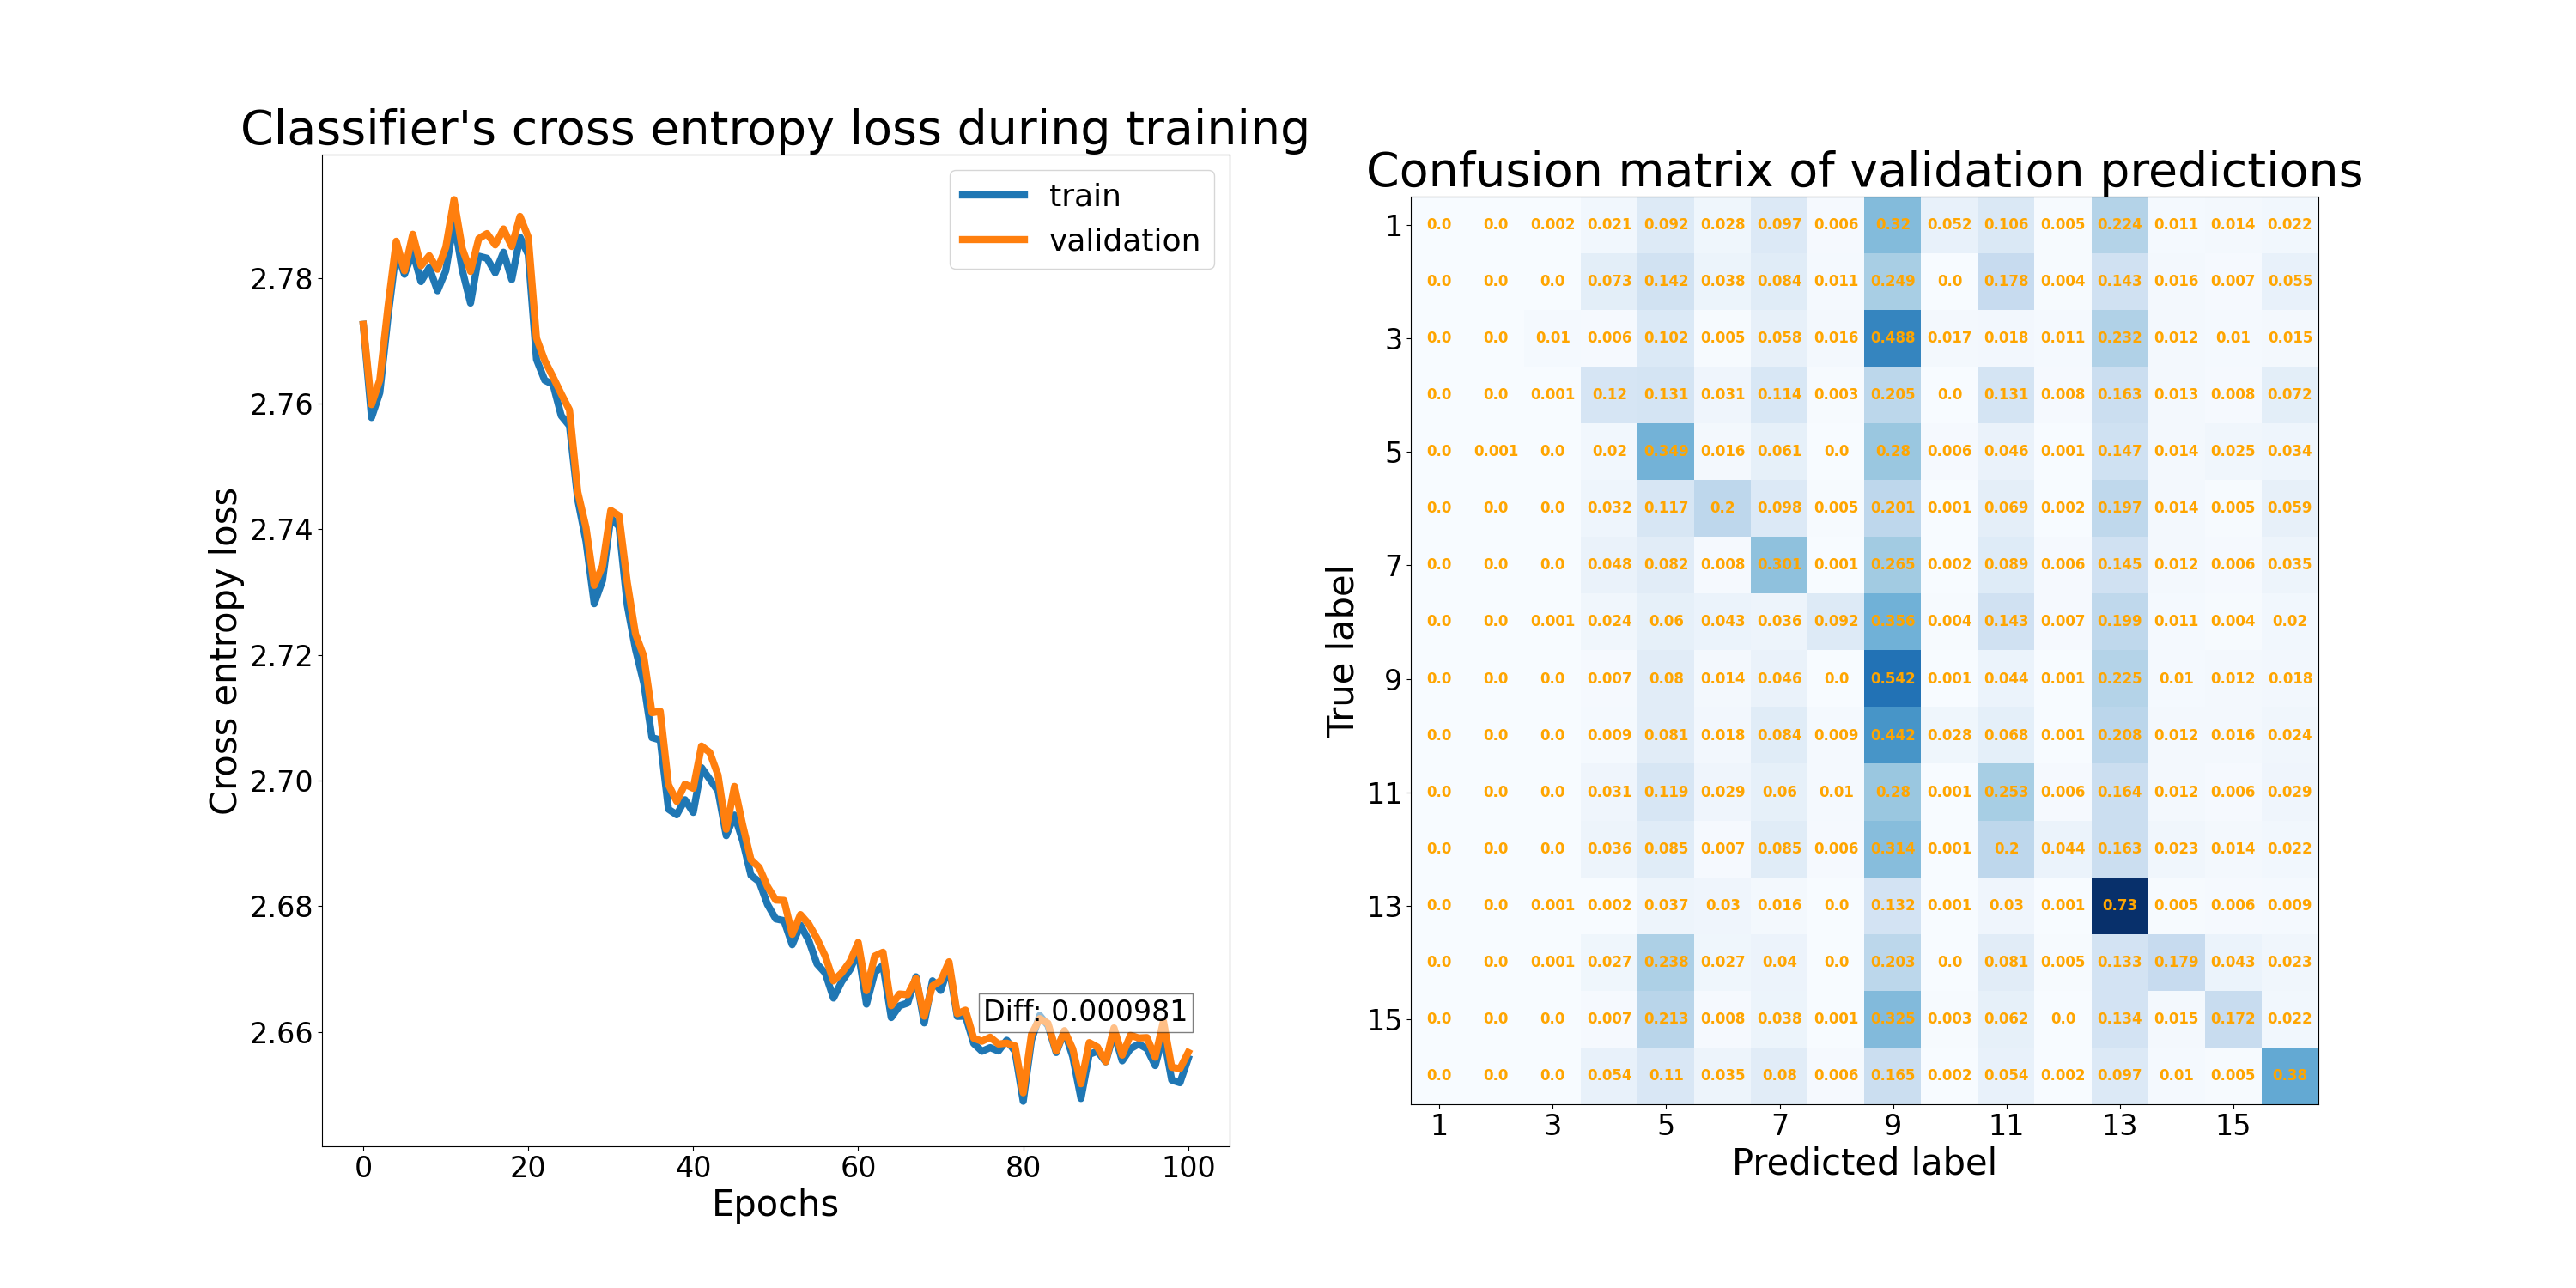 Classifier's cross entropy loss during training
train
validation
2.78
2.76
2.74
2.72
2.70
2.68
2.66
Cross entropy loss
Diff: 0.000981
0 20 40 60 80 100
Epochs
Confusion matrix of validation predictions
True label
1 0.0 0.0 0.002 0.021 0.092 0.028 0.097 0.006 0.32 0.052 0.106 0.005 0.224 0.011 0.014 0.022
0.0 0.0 0.0 0.073 0.142 0.038 0.084 0.011 0.249 0.0 0.178 0.004 0.143 0.016 0.007 0.055
3 0.0 0.0 0.01 0.006 0.102 0.005 0.058 0.016 0.488 0.017 0.018 0.011 0.232 0.012 0.01 0.015
0.0 0.0 0.001 0.12 0.131 0.031 0.114 0.003 0.205 0.0 0.131 0.008 0.163 0.013 0.008 0.072
5 0.0 0.001 0.0 0.02 0.349 0.016 0.061 0.0 0.28 0.006 0.046 0.001 0.147 0.014 0.025 0.034
0.0 0.0 0.0 0.032 0.117 0.2 0.098 0.005 0.201 0.001 0.069 0.002 0.197 0.014 0.005 0.059
7 0.0 0.0 0.0 0.048 0.082 0.008 0.301 0.001 0.265 0.002 0.089 0.006 0.145 0.012 0.006 0.035
0.0 0.0 0.001 0.024 0.06 0.043 0.036 0.092 0.356 0.004 0.143 0.007 0.199 0.011 0.004 0.02
9 0.0 0.0 0.0 0.007 0.08 0.014 0.046 0.0 0.542 0.001 0.044 0.001 0.225 0.01 0.012 0.018
0.0 0.0 0.0 0.009 0.081 0.018 0.084 0.009 0.442 0.028 0.068 0.001 0.208 0.012 0.016 0.024
11 0.0 0.0 0.0 0.031 0.119 0.029 0.06 0.01 0.28 0.001 0.253 0.006 0.164 0.012 0.006 0.029
0.0 0.0 0.0 0.036 0.085 0.007 0.085 0.006 0.314 0.001 0.2 0.044 0.163 0.023 0.014 0.022
13 0.0 0.0 0.001 0.002 0.037 0.03 0.016 0.0 0.132 0.001 0.03 0.001 0.73 0.005 0.006 0.009
0.0 0.0 0.001 0.027 0.238 0.027 0.04 0.0 0.203 0.0 0.081 0.005 0.133 0.179 0.043 0.023
15 0.0 0.0 0.0 0.007 0.213 0.008 0.038 0.001 0.325 0.003 0.062 0.0 0.134 0.015 0.172 0.022
0.0 0.0 0.0 0.054 0.11 0.035 0.08 0.006 0.165 0.002 0.054 0.002 0.097 0.01 0.005 0.38
1 3 5 7 9 11 13 15
Predicted label